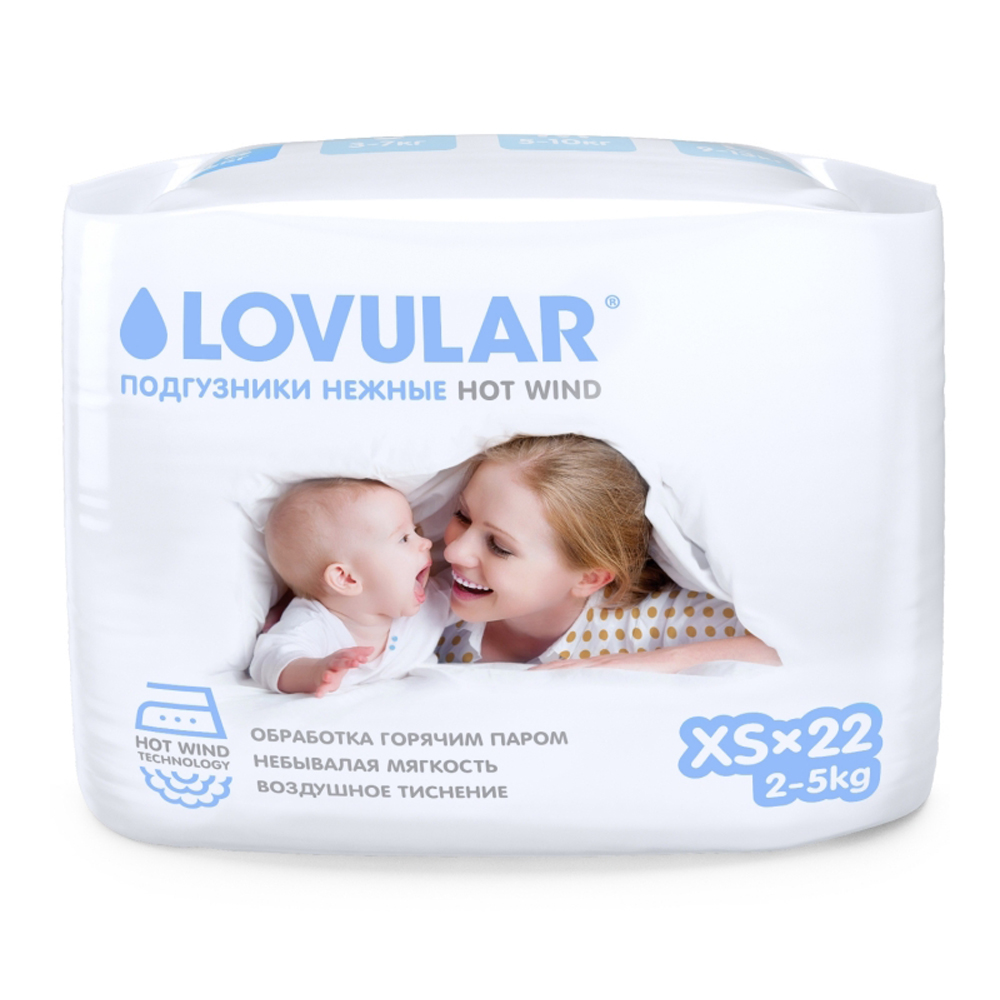 3-7кг
5-10кг
LOVULAR®
ПОДГУЗНИКИ НЕЖНЫЕ HOT WIND
HOT WIND
TECHNOLOGY
ОБРАБОТКА ГОРЯЧИМ ПАРОМ
НЕБЫВАЛАЯ МЯГКОСТЬ
ВОЗДУШНОЕ ТИСНЕНИЕ
XS×22
2-5kg